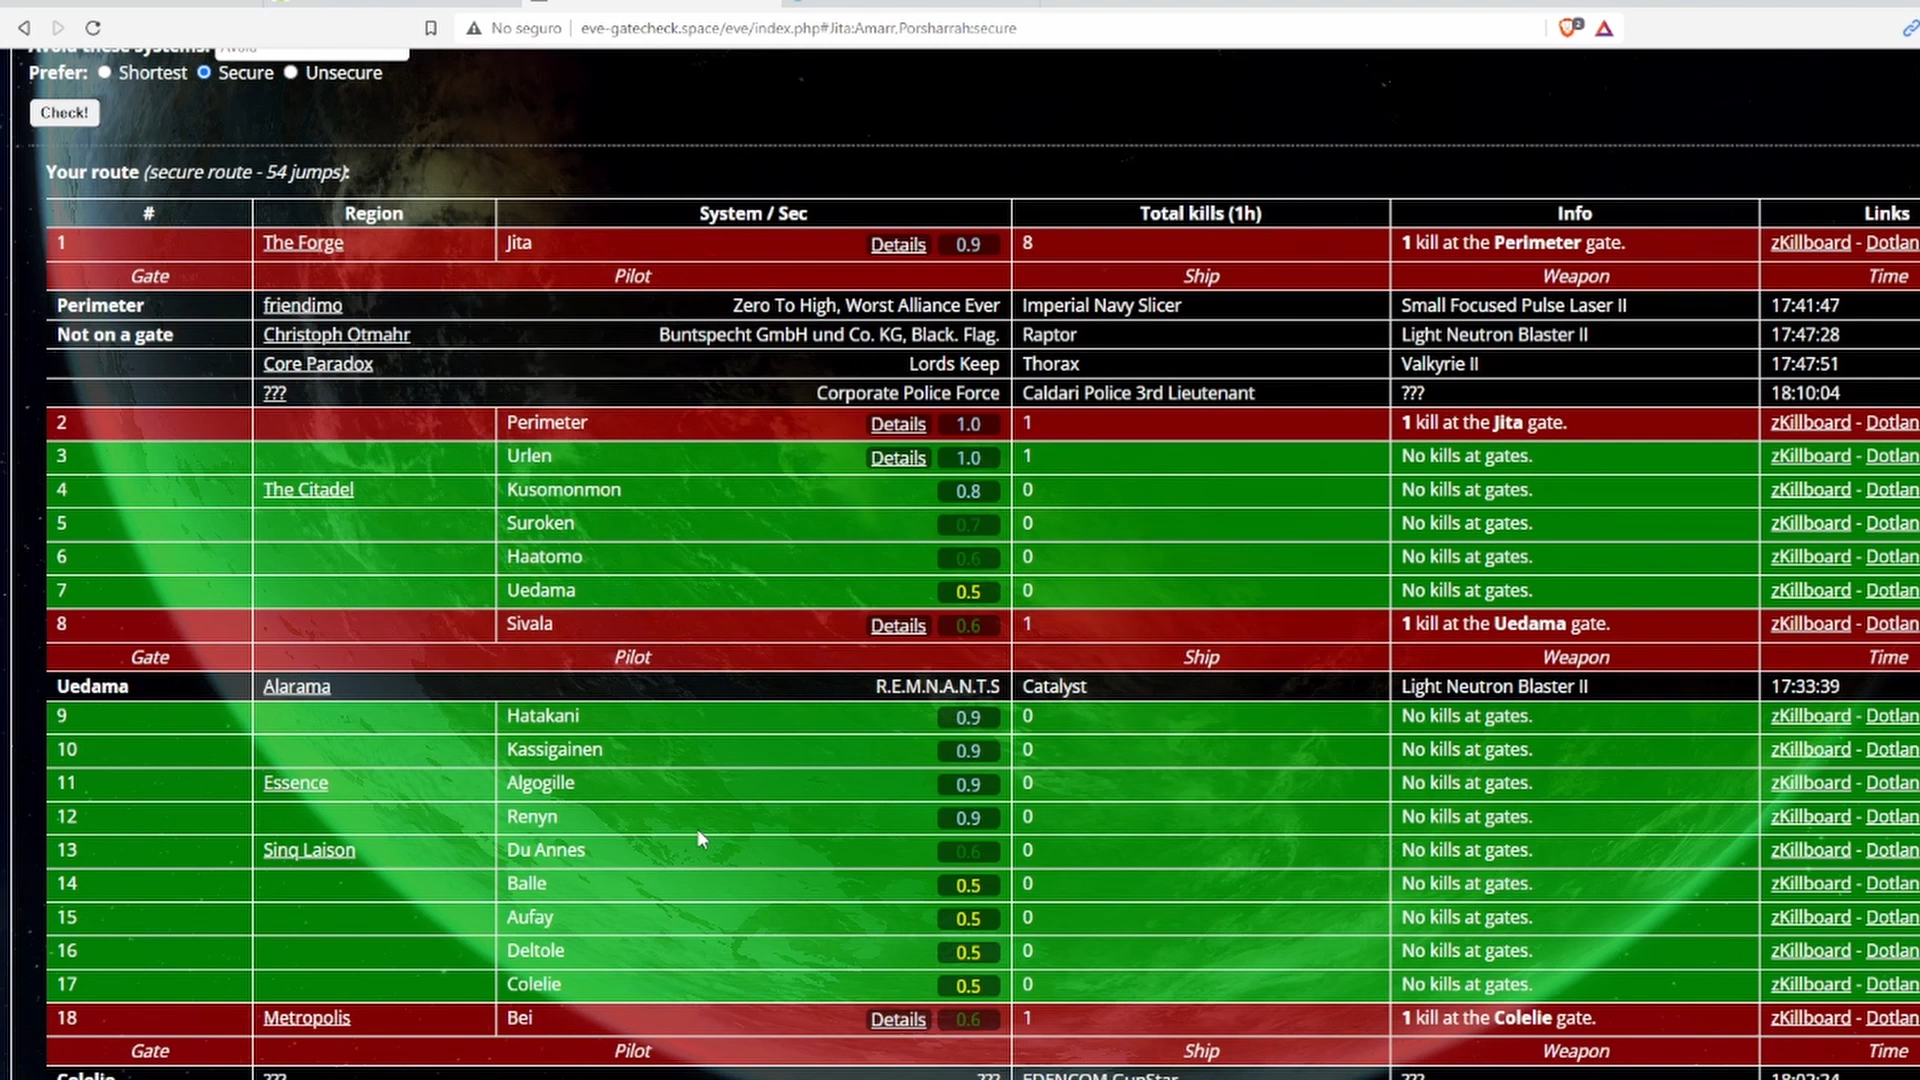 No seguro eve-gatecheck.space/eve/index.php#Jita:Amarr,Porsharrah:secure
Avoid these systems: Avoid
Prefer: Shortest Secure Unsecure
Check!
Your route (secure route - 54 jumps):
# Region System / Sec Total kills (1h) Info Links
1 The Forge Jita Details 0.9 8 1 kill at the Perimeter gate. zKillboard - Dotlan
Gate Pilot Ship Weapon Time
Perimeter friendimo Zero To High, Worst Alliance Ever Imperial Navy Slicer Small Focused Pulse Laser II 17:41:47
Not on a gate Christoph Otmahr Buntspecht GmbH und Co. KG, Black. Flag. Raptor Light Neutron Blaster II 17:47:28
Core Paradox Lords Keep Thorax Valkyrie II 17:47:51
??? Corporate Police Force Caldari Police 3rd Lieutenant ??? 18:10:04
2 Perimeter Details 1.0 1 1 kill at the Jita gate. zKillboard - Dotlan
3 Urlen Details 1.0 1 No kills at gates. zKillboard - Dotlan
4 The Citadel Kusomonmon 0.8 0 No kills at gates. zKillboard - Dotlan
5 Suroken 0.7 0 No kills at gates. zKillboard - Dotlan
6 Haatomo 0.6 0 No kills at gates. zKillboard - Dotlan
7 Uedama 0.5 0 No kills at gates. zKillboard - Dotlan
8 Sivala Details 0.6 1 1 kill at the Uedama gate. zKillboard - Dotlan
Gate Pilot Ship Weapon Time
Uedama Alarama R.E.M.N.A.N.T.S Catalyst Light Neutron Blaster II 17:33:39
9 Hatakani 0.9 0 No kills at gates. zKillboard - Dotlan
10 Kassigainen 0.9 0 No kills at gates. zKillboard - Dotlan
11 Essence Algogille 0.9 0 No kills at gates. zKillboard - Dotlan
12 Renyn 0.9 0 No kills at gates. zKillboard - Dotlan
13 Sinq Laison Du Annes 0.6 0 No kills at gates. zKillboard - Dotlan
14 Balle 0.5 0 No kills at gates. zKillboard - Dotlan
15 Aufay 0.5 0 No kills at gates. zKillboard - Dotlan
16 Deltole 0.5 0 No kills at gates. zKillboard - Dotlan
17 Colelie 0.5 0 No kills at gates. zKillboard - Dotlan
18 Metropolis Bei Details 0.6 1 1 kill at the Colelie gate. zKillboard - Dotlan
Gate Pilot Ship Weapon Time
Colelie ??? ??? EDENCOM GunStar ??? 18:02:24